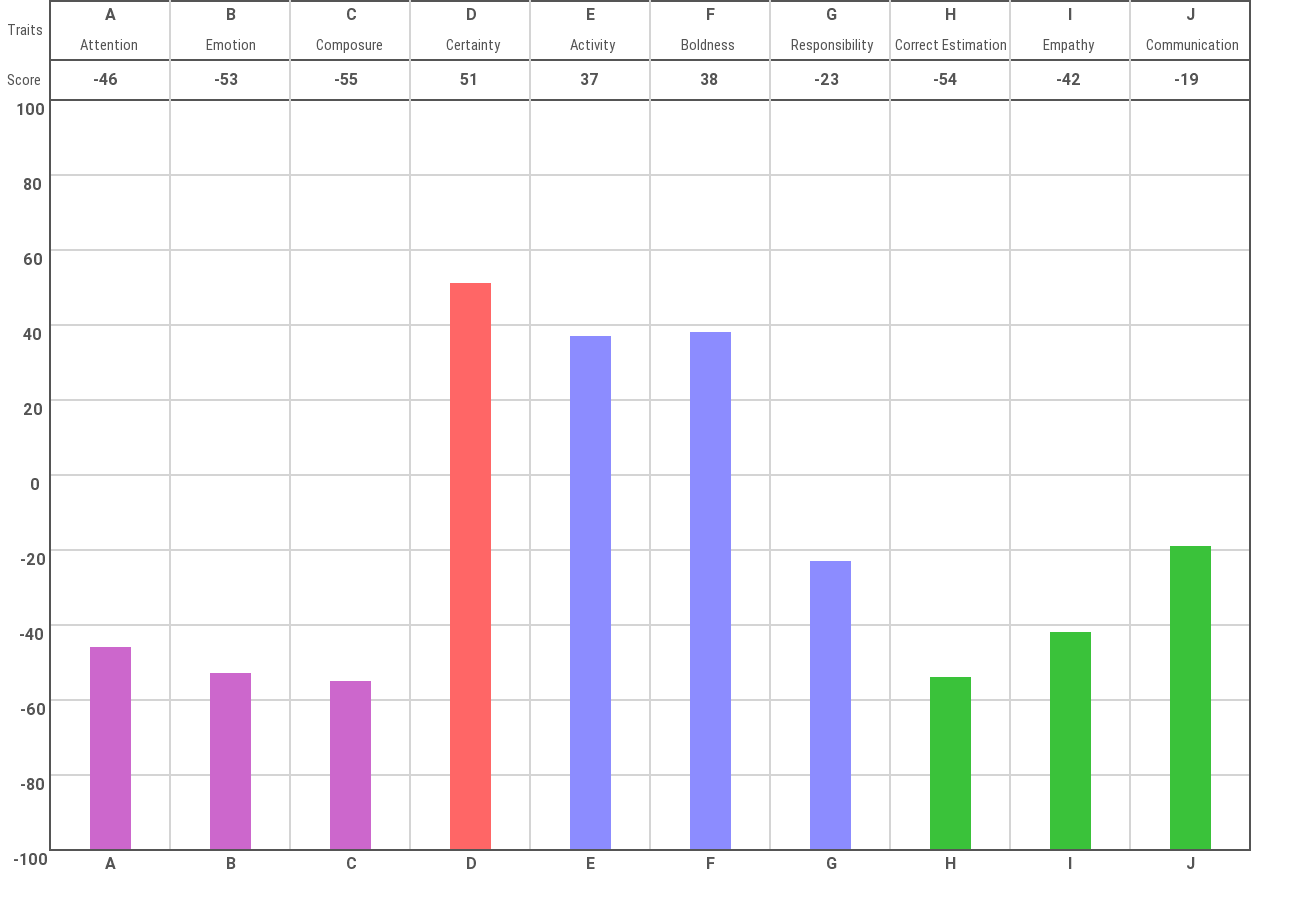 A B C D E F G H I J
Traits
Attention Emotion Composure Certainty Activity Boldness Responsibility Correct Estimation Empathy Communication
Score -46 -53 -55 51 37 38 -23 -54 -42 -19
100
80
60
40
20
0
-20
-40
-60
-80
-100
A B C D E F G H I J